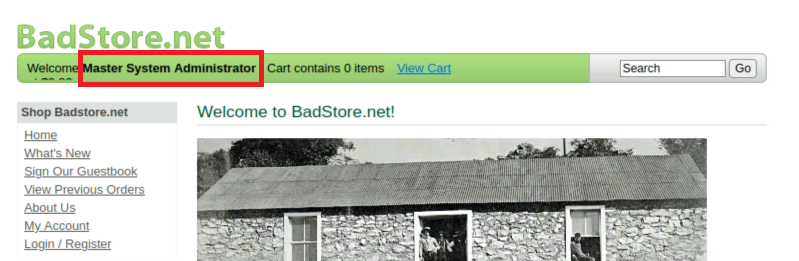 BadStore.net
Welcome Master System Administrator Cart contains 0 items View Cart
Search Go
Shop Badstore.net
Home
What's New
Sign Our Guestbook
View Previous Orders
About Us
My Account
Login / Register
Welcome to BadStore.net!